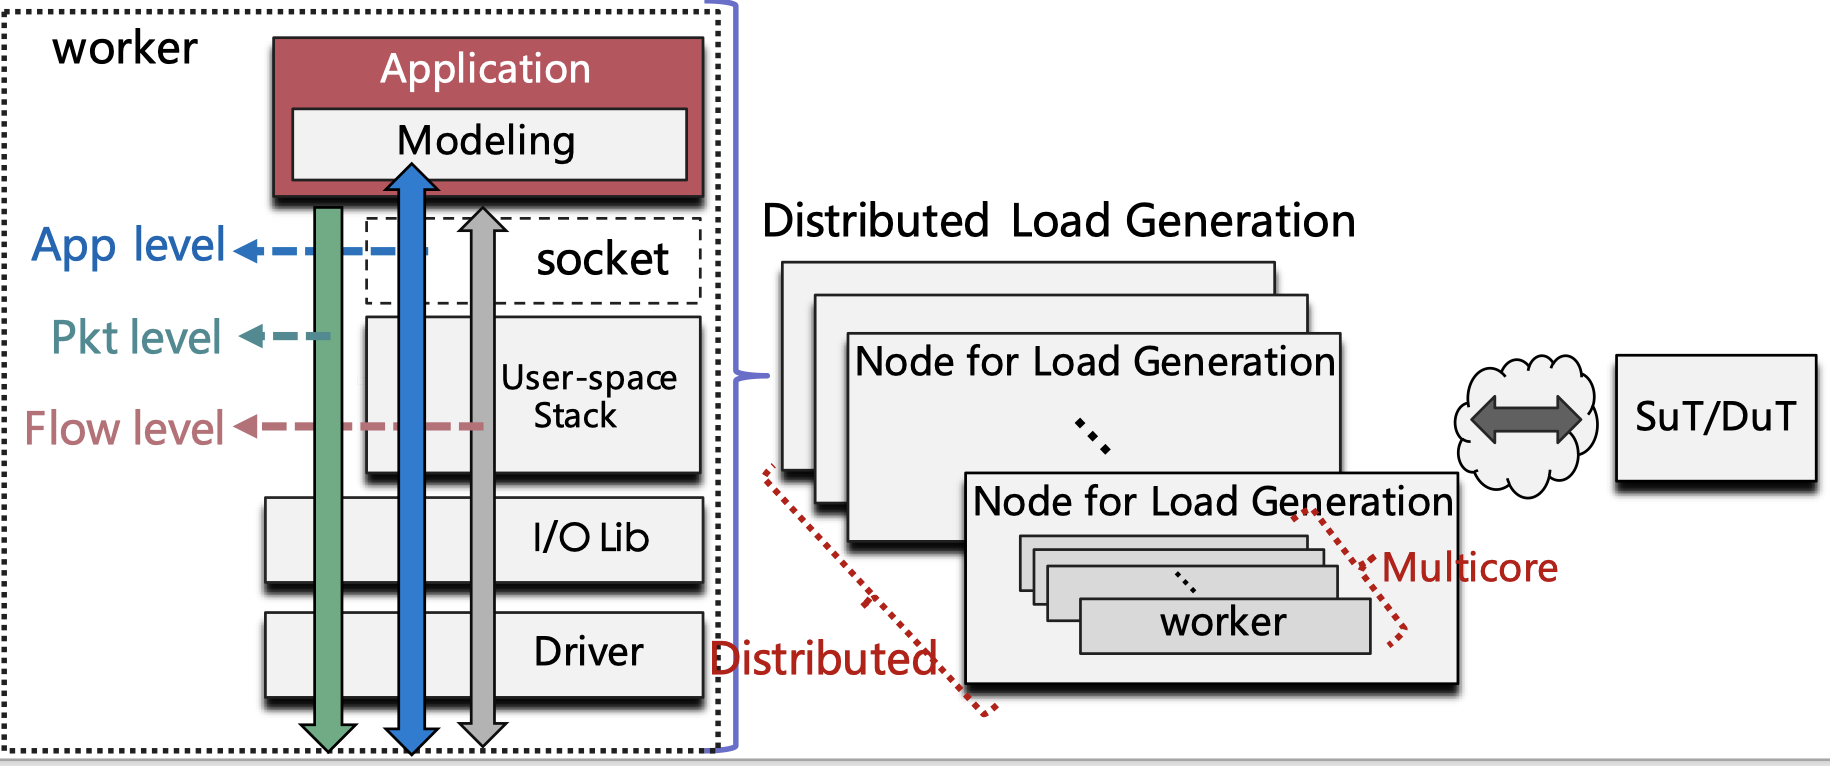 worker
Application
Modeling
App level
socket
Pkt level
User-space
Stack
Flow level
I/O Lib
Driver
Distributed Load Generation
Node for Load Generation
Node for Load Generation
Multicore
worker
Distributed
SuT/DuT